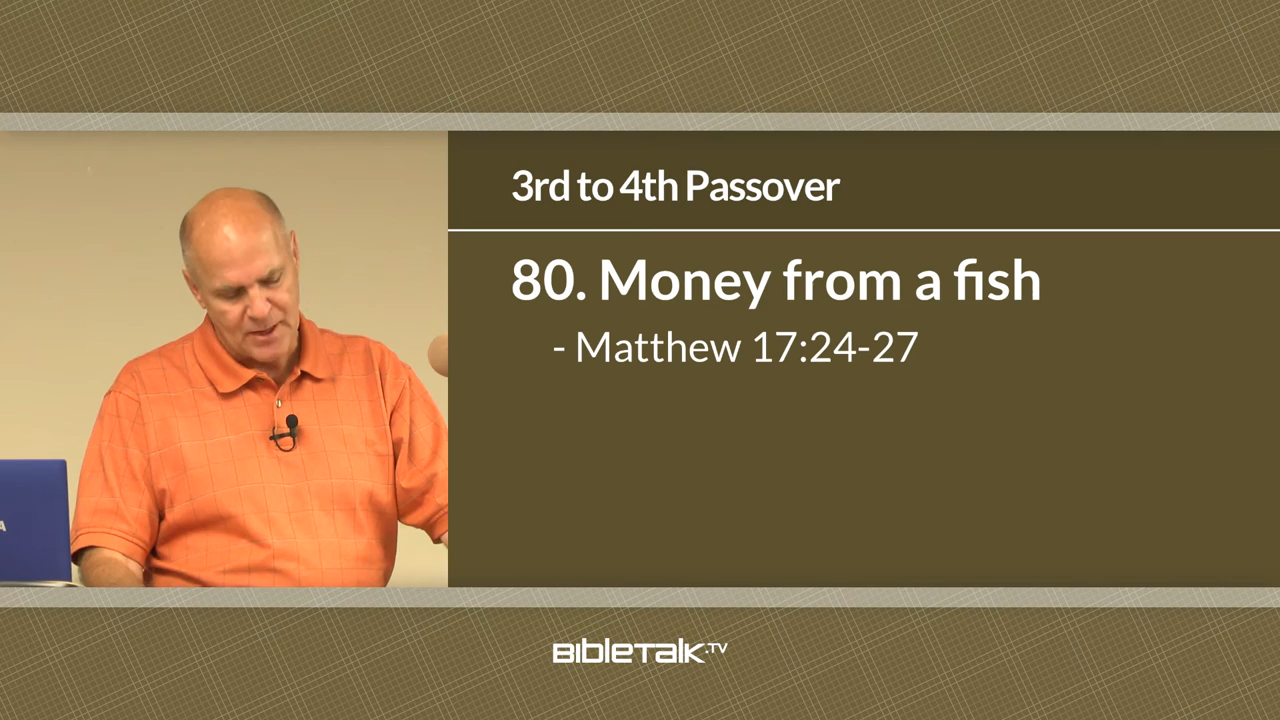 3rd to 4th Passover
80. Money from a fish
- Matthew 17:24-27
A
BIBLETALK.TV